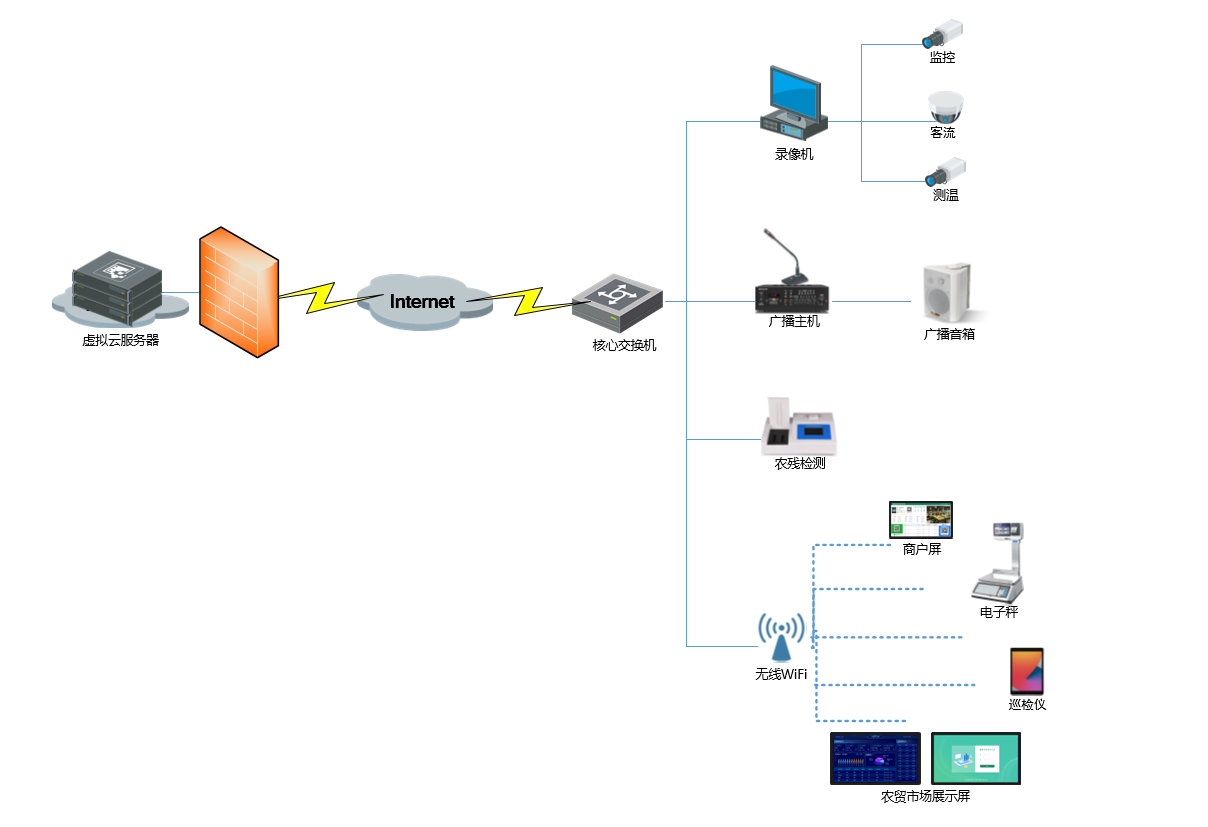 监控
客流
录像机
测温
Internet
虚拟云服务器
核心交换机
广播主机
广播音箱
农残检测
商户屏
电子秤
无线WiFi
巡检仪
农贸市场展示屏